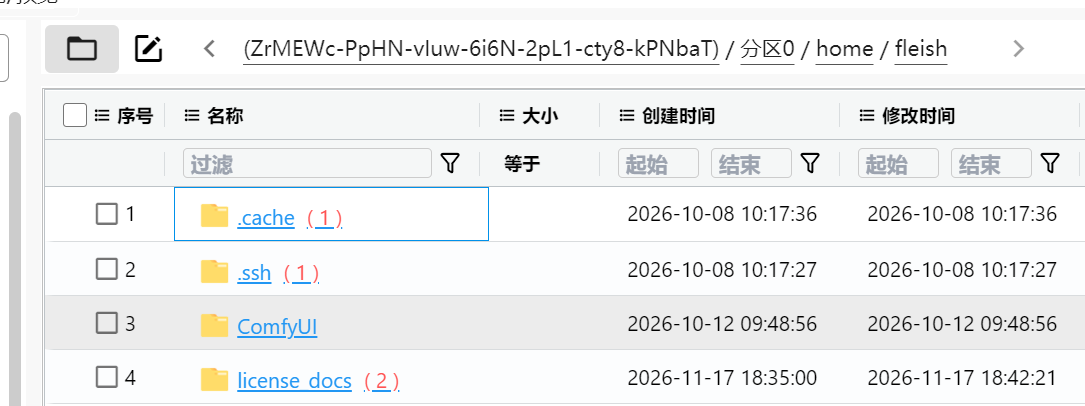 (ZrMEWc-PpHN-vIuw-6i6N-2pL1-cty8-kPNbaT) / 分区0 / home / fleish
序号 名称 大小 创建时间 修改时间
过滤 等于 起始 结束 起始 结束
1 .cache ( 1 ) 2026-10-08 10:17:36 2026-10-08 10:17:36
2 .ssh ( 1 ) 2026-10-08 10:17:27 2026-10-08 10:17:27
3 ComfyUI 2026-10-12 09:48:56 2026-10-12 09:48:56
4 license_docs ( 2 ) 2026-11-17 18:35:00 2026-11-17 18:42:21